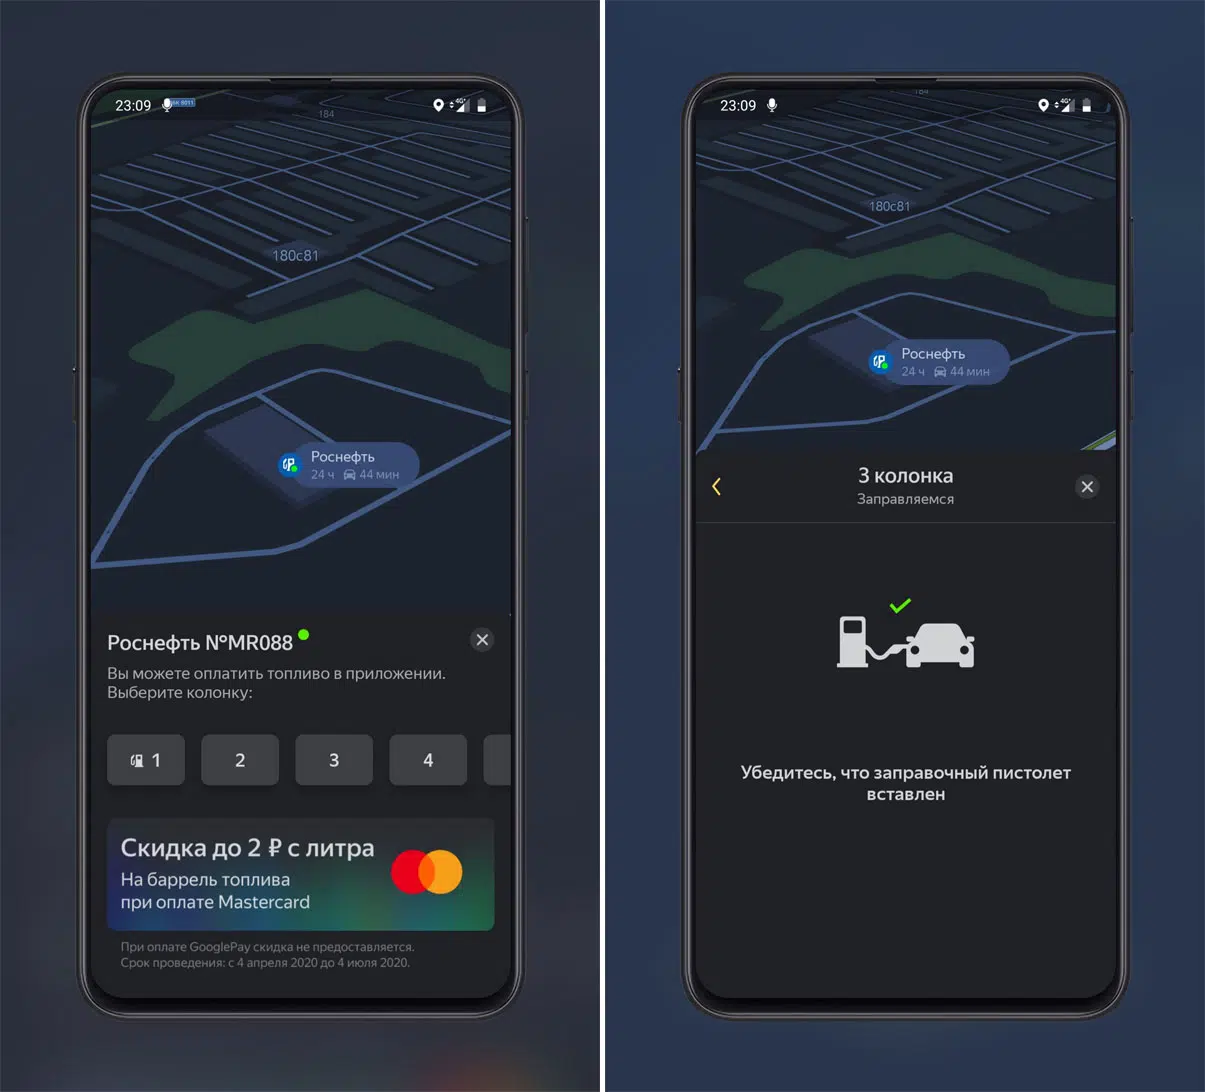 23:09
184
180с81
Роснефть
24 ч 44 мин
Роснефть №MR088
Вы можете оплатить топливо в приложении.
Выберите колонку:
1
2
3
4
Скидка до 2 ₽ с литра
На баррель топлива
при оплате Mastercard
При оплате GooglePay скидка не предоставляется.
Срок проведения: с 4 апреля 2020 до 4 июля 2020.
23:09
184
180с81
Роснефть
24 ч 44 мин
3 колонка
Заправляемся
Убедитесь, что заправочный пистолет
вставлен